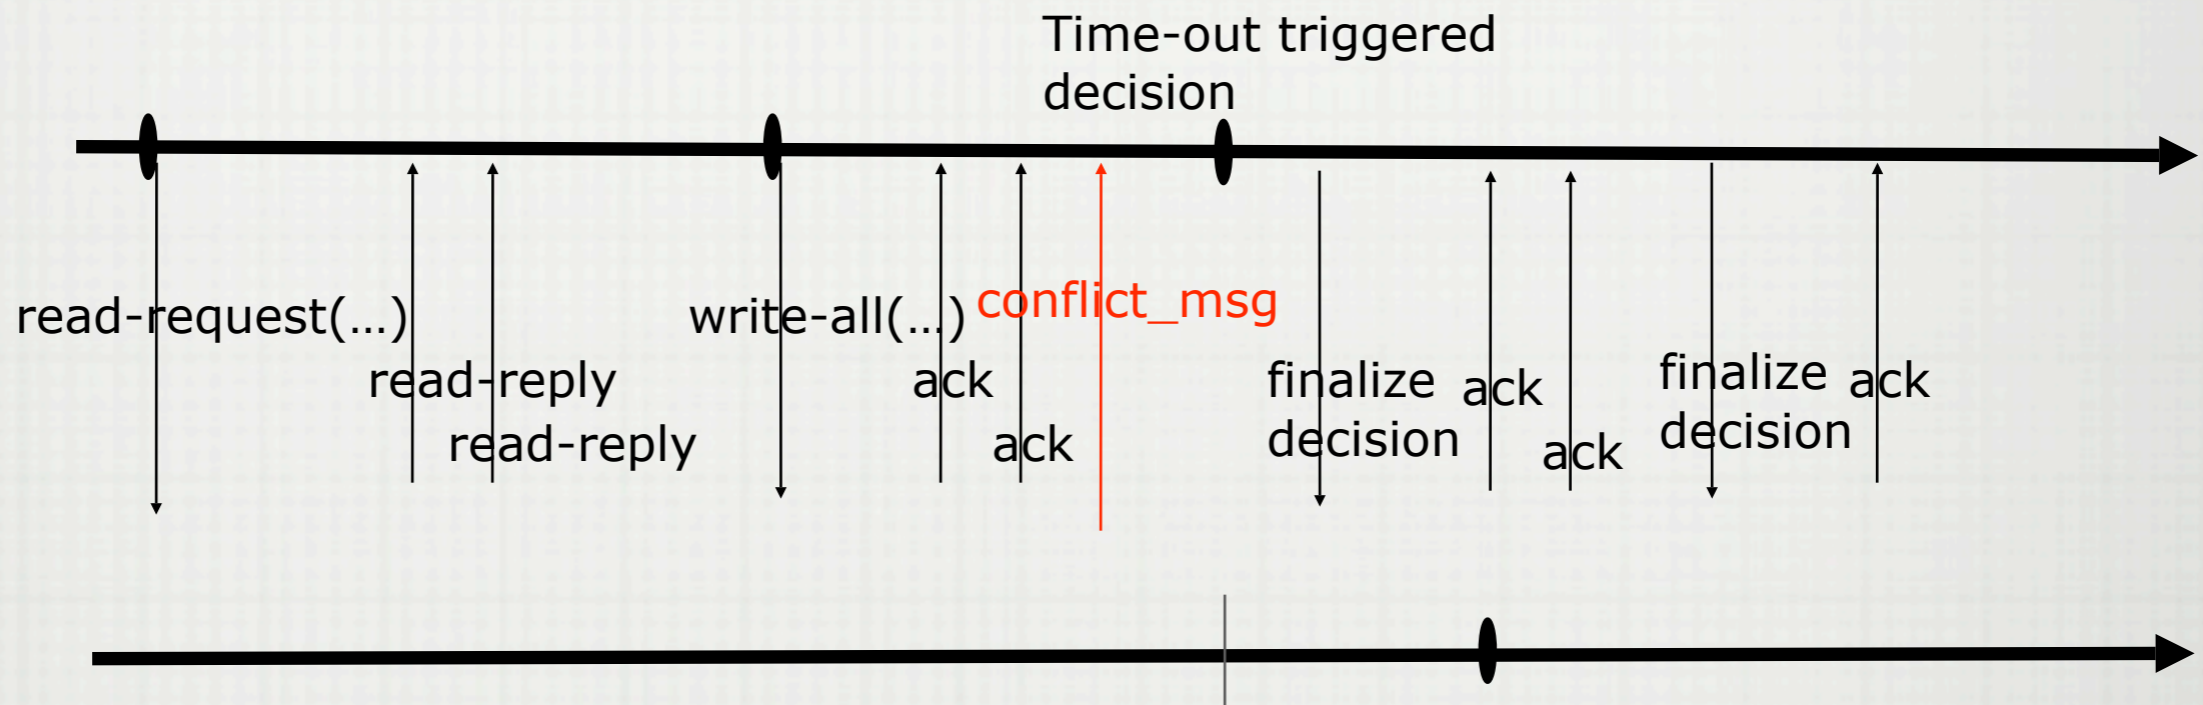 Time-out triggered
decision
read-request(...)
read-reply
read-reply
write-all(...)
ack
ack
conflict_msg
finalize
decision
ack
ack
finalize
decision
ack